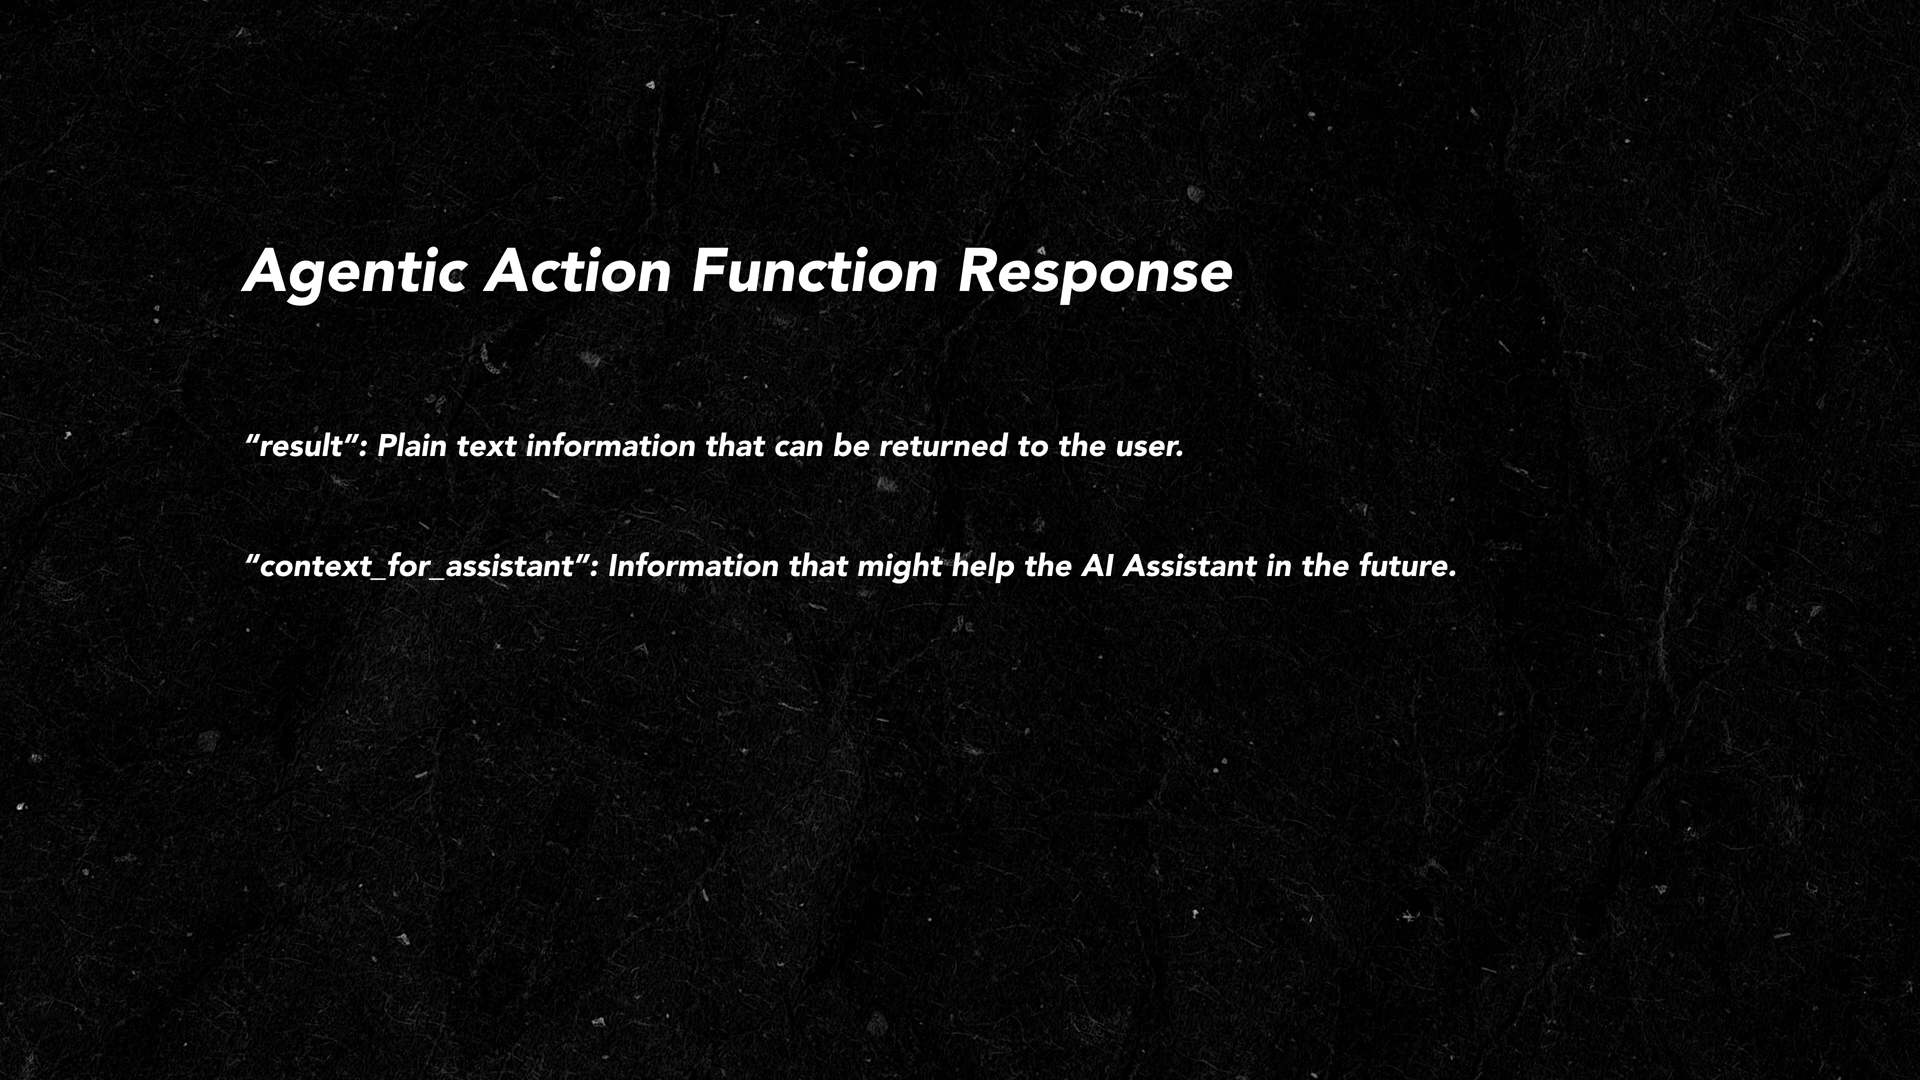 Agentic Action Function Response
“result”: Plain text information that can be returned to the user.
“context_for_assistant”: Information that might help the AI Assistant in the future.